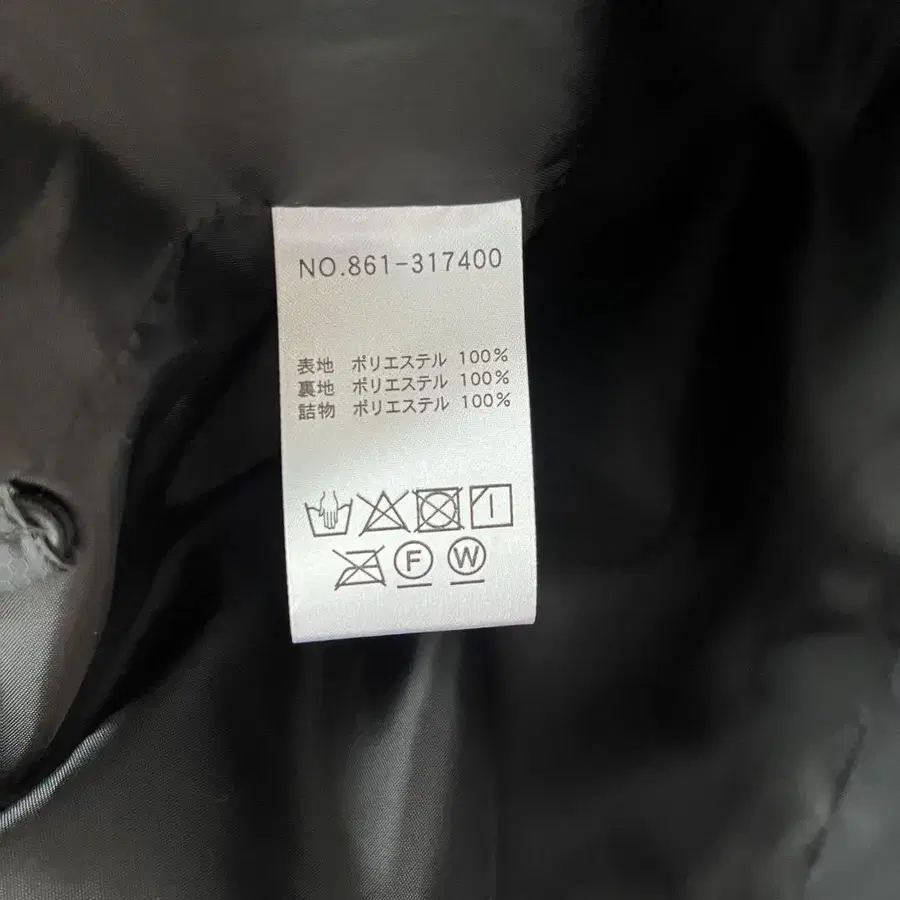 NO.861-317400
表地 ポリエステル 100%
裏地 ポリエステル 100%
詰物 ポリエステル 100%
F W